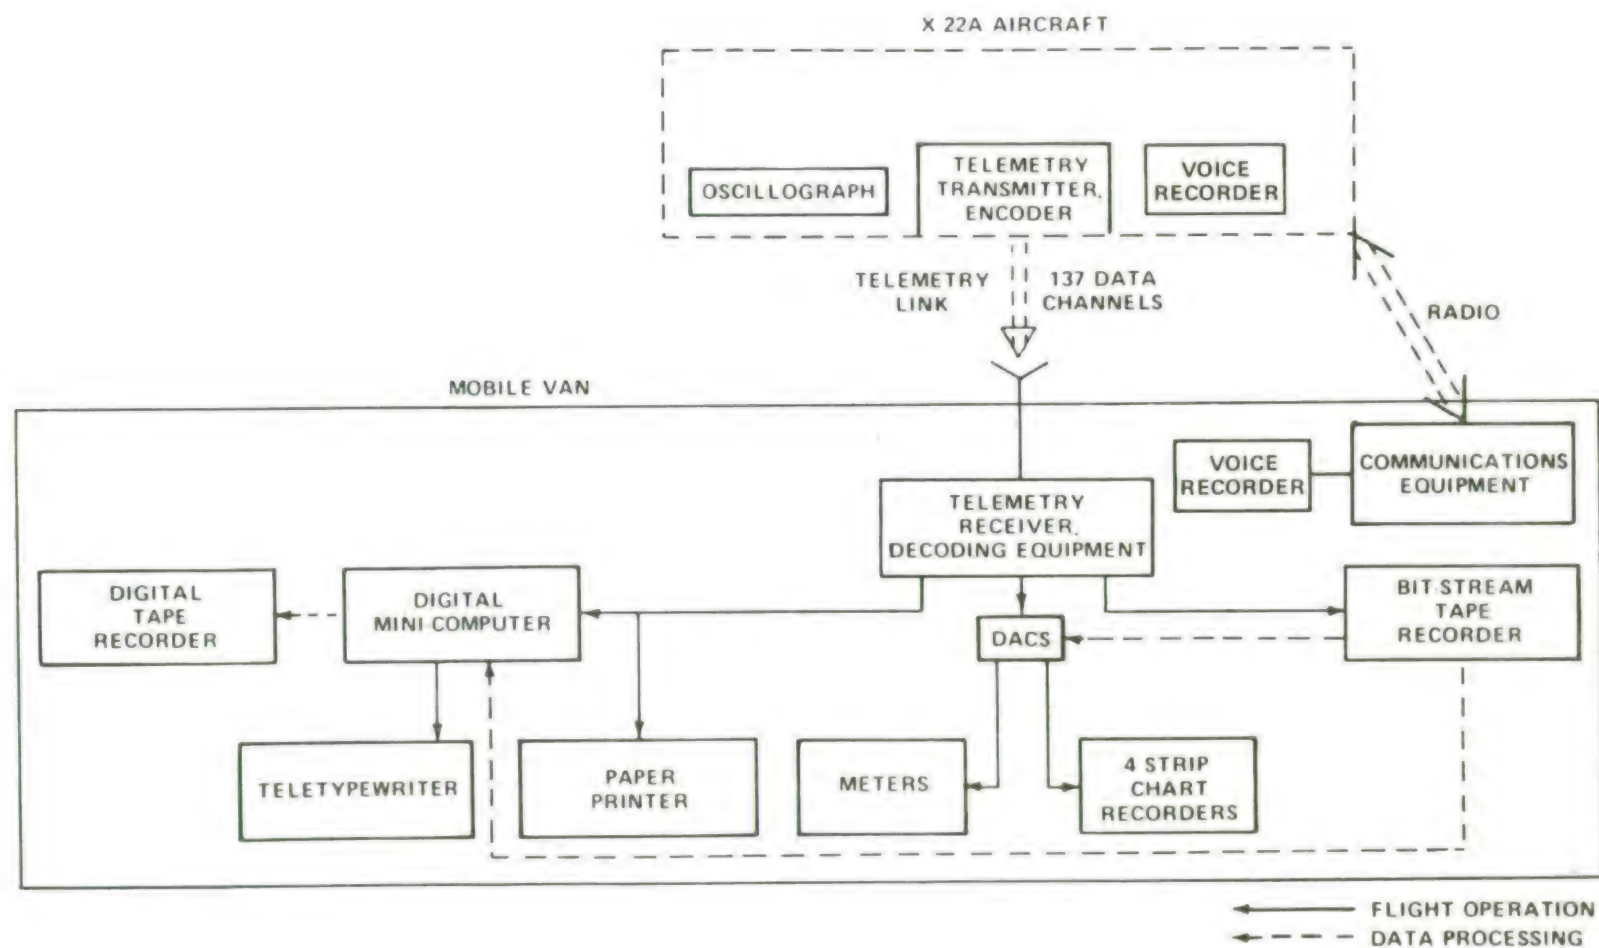 X 22A AIRCRAFT
OSCILLOGRAPH
TELEMETRY
TRANSMITTER,
ENCODER
VOICE
RECORDER
TELEMETRY
LINK
137 DATA
CHANNELS
RADIO
MOBILE VAN
VOICE
RECORDER
COMMUNICATIONS
EQUIPMENT
TELEMETRY
RECEIVER,
DECODING EQUIPMENT
DIGITAL
TAPE
RECORDER
DIGITAL
MINI-COMPUTER
DACS
BIT-STREAM
TAPE
RECORDER
TELETYPEWRITER
PAPER
PRINTER
METERS
4 STRIP
CHART
RECORDERS
FLIGHT OPERATION
DATA PROCESSING